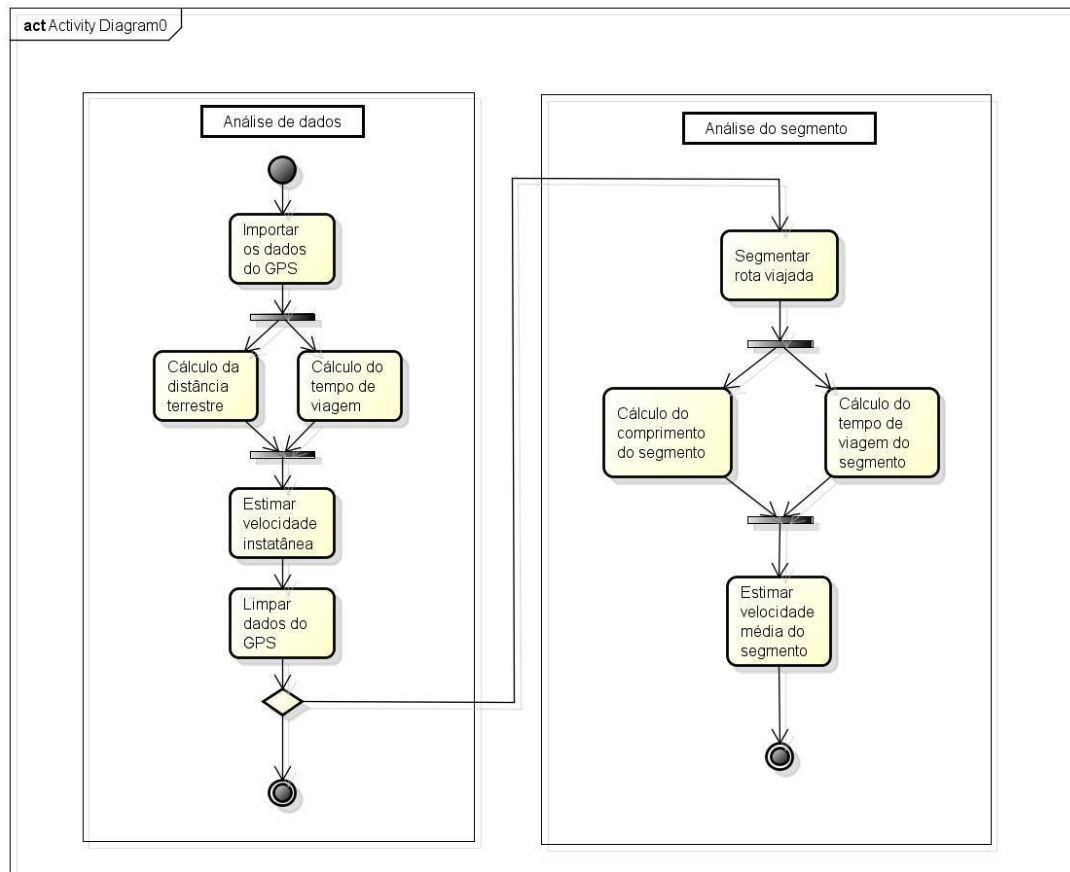 act Activity Diagram0
Análise de dados
Importar
os dados
do GPS
Cálculo da
distância
terrestre
Cálculo do
tempo de
viagem
Estimar
velocidade
instatânea
Limpar
dados do
GPS
Análise do segmento
Segmentar
rota viajada
Cálculo do
comprimento
do segmento
Cálculo do
tempo de
viagem do
segmento
Estimar
velocidade
média do
segmento